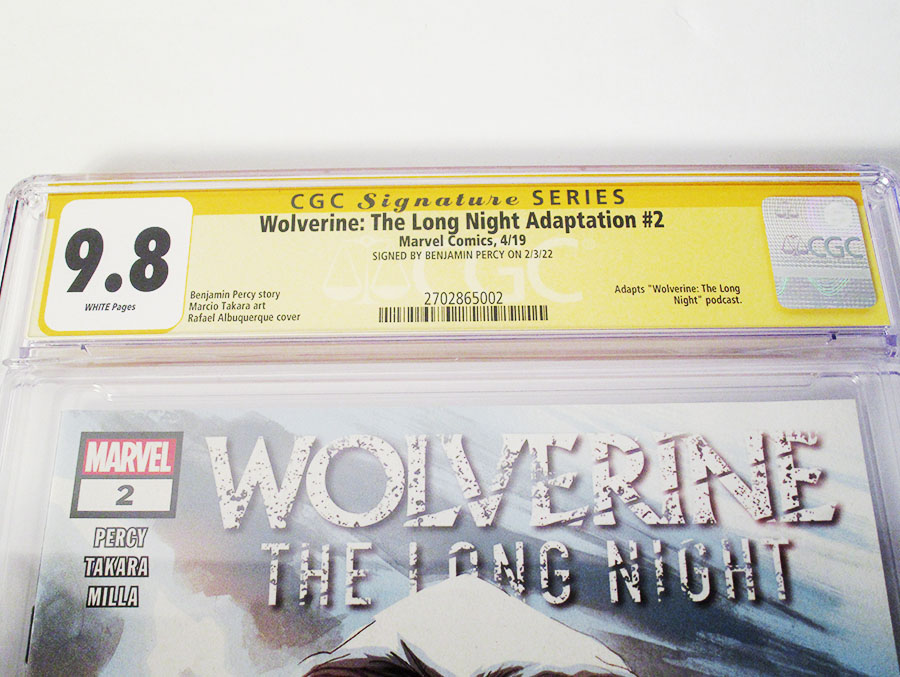 CGC Signature SERIES
Wolverine: The Long Night Adaptation #2
Marvel Comics, 4/19
SIGNED BY BENJAMIN PERCY ON 2/3/22
9.8
WHITE Pages
Benjamin Percy story
Marcio Takara art
Rafael Albuquerque cover
CGC
2702865002
Adapts "Wolverine: The Long
Night" podcast.
CGC
MARVEL
2
PERCY
TAKARA
MILLA
WOLVERINE
THE LONG NIGHT